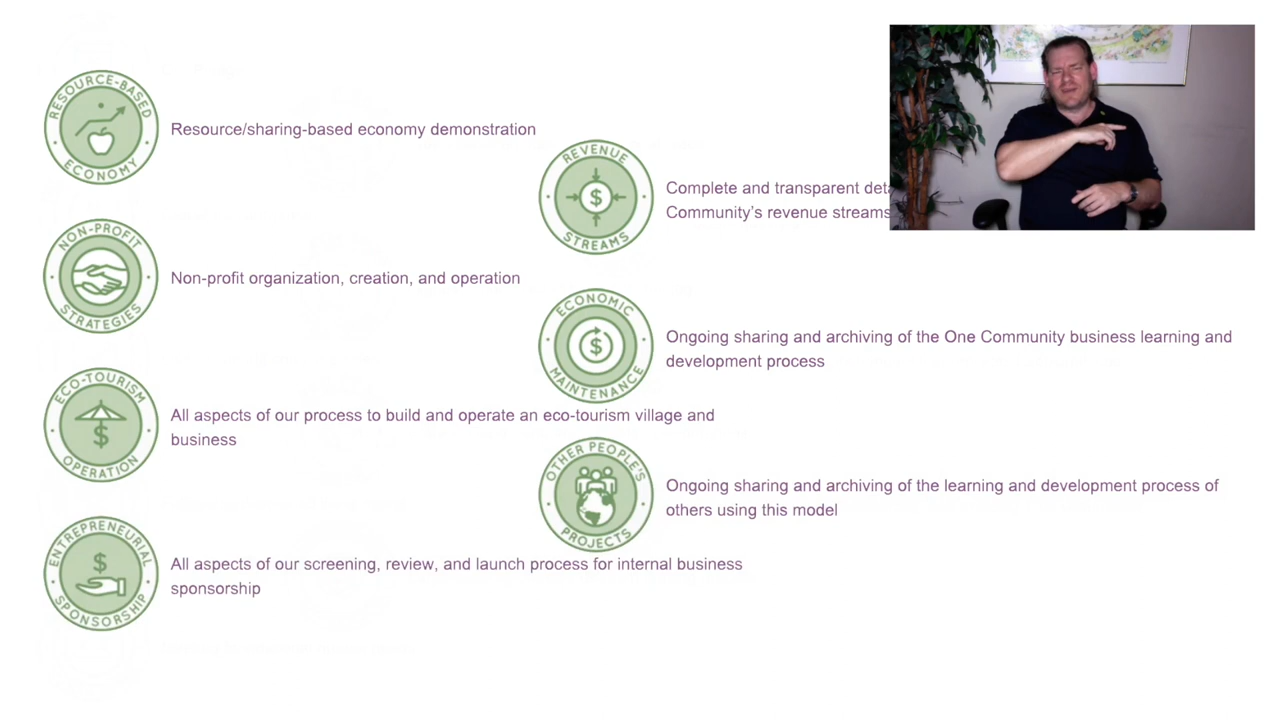 RESOURCE-BASED
ECONOMY
Resource/sharing-based economy demonstration
NON-PROFIT
STRATEGIES
Non-profit organization, creation, and operation
ECO-TOURISM
$
OPERATION
All aspects of our process to build and operate an eco-tourism village and
business
ENTREPRENEURIAL
$
SPONSORSHIP
All aspects of our screening, review, and launch process for internal business
sponsorship
REVENUE
$
STREAMS
Complete and transparent
Community's revenue streams
ECONOMIC
$
MAINTENANCE
Ongoing sharing and archiving of the One Community business learning and
development process
OTHER PEOPLE'S
PROJECTS
Ongoing sharing and archiving of the learning and development process of
others using this model